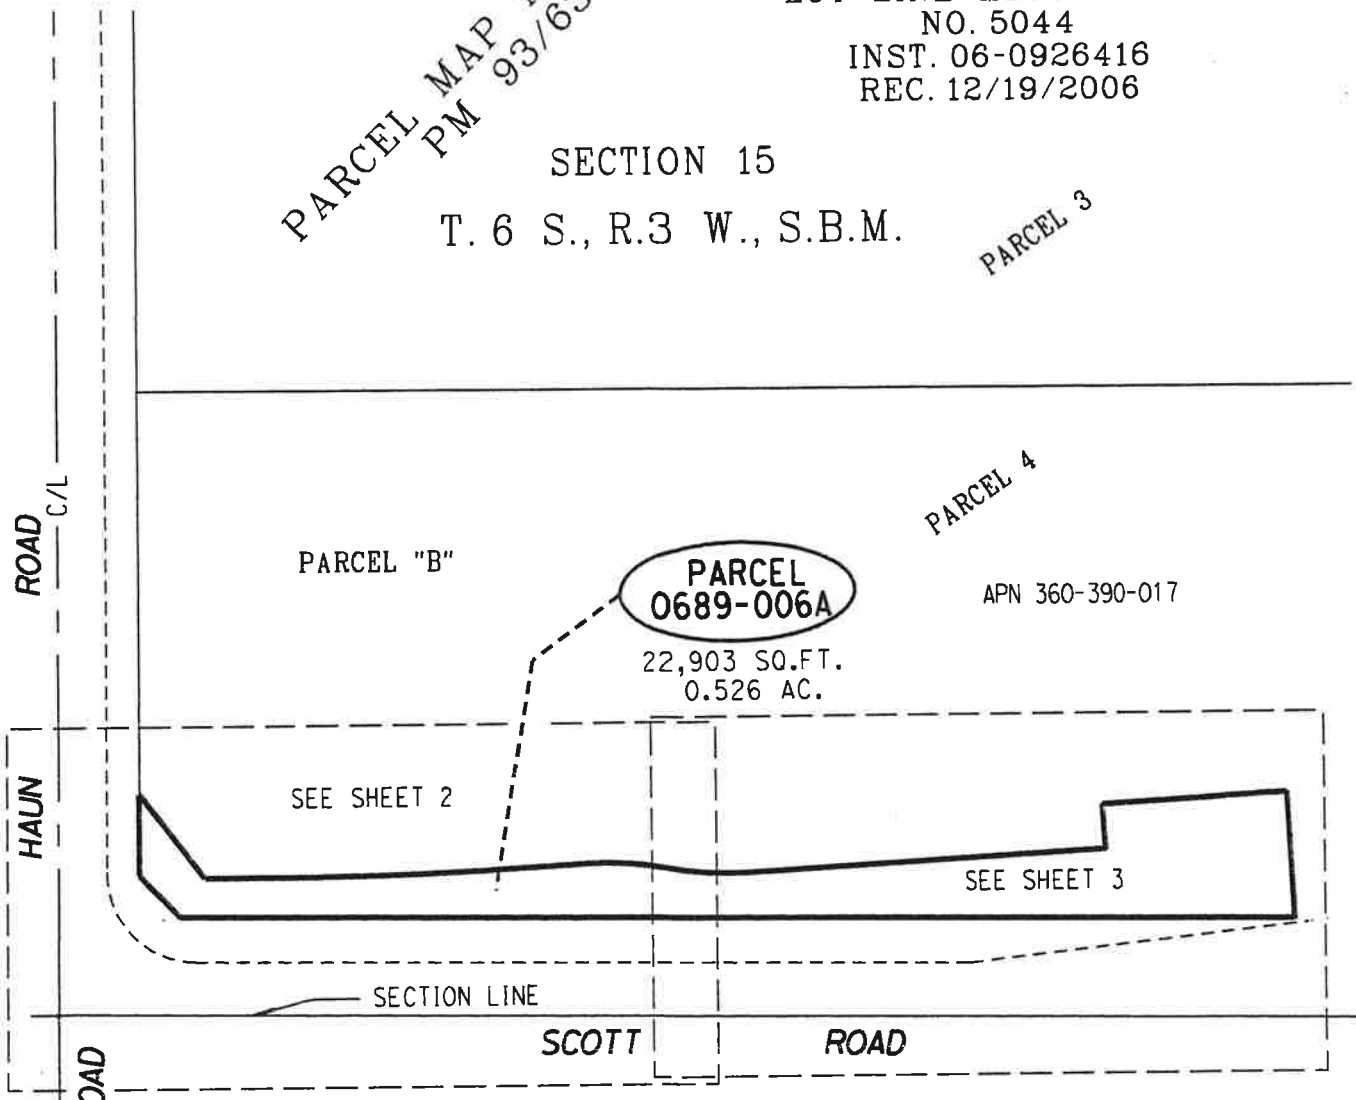 NO. 5044
INST. 06-0926416
REC. 12/19/2006
PARCEL MAP
PM 93/63
SECTION 15
T. 6 S., R.3 W., S.B.M.
PARCEL 3
C/L
ROAD
PARCEL 4
PARCEL "B"
PARCEL
0689-006A
APN 360-390-017
22,903 SQ.FT.
0.526 AC.
HAUN
SEE SHEET 2
SEE SHEET 3
SECTION LINE
SCOTT ROAD